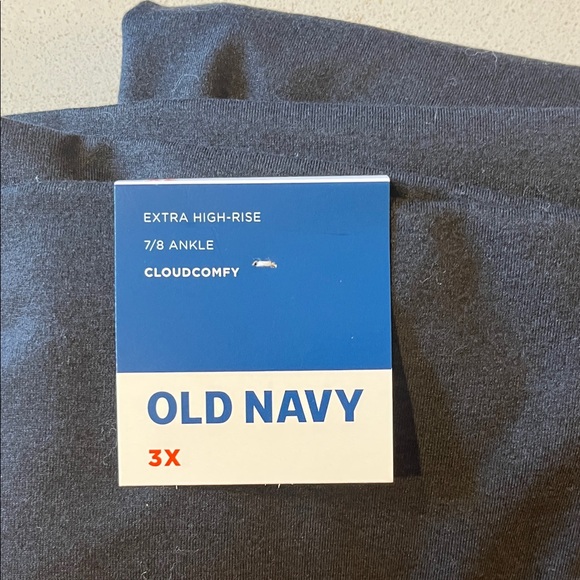 EXTRA HIGH-RISE
7/8 ANKLE
CLOUDCOMFY
OLD NAVY
3X